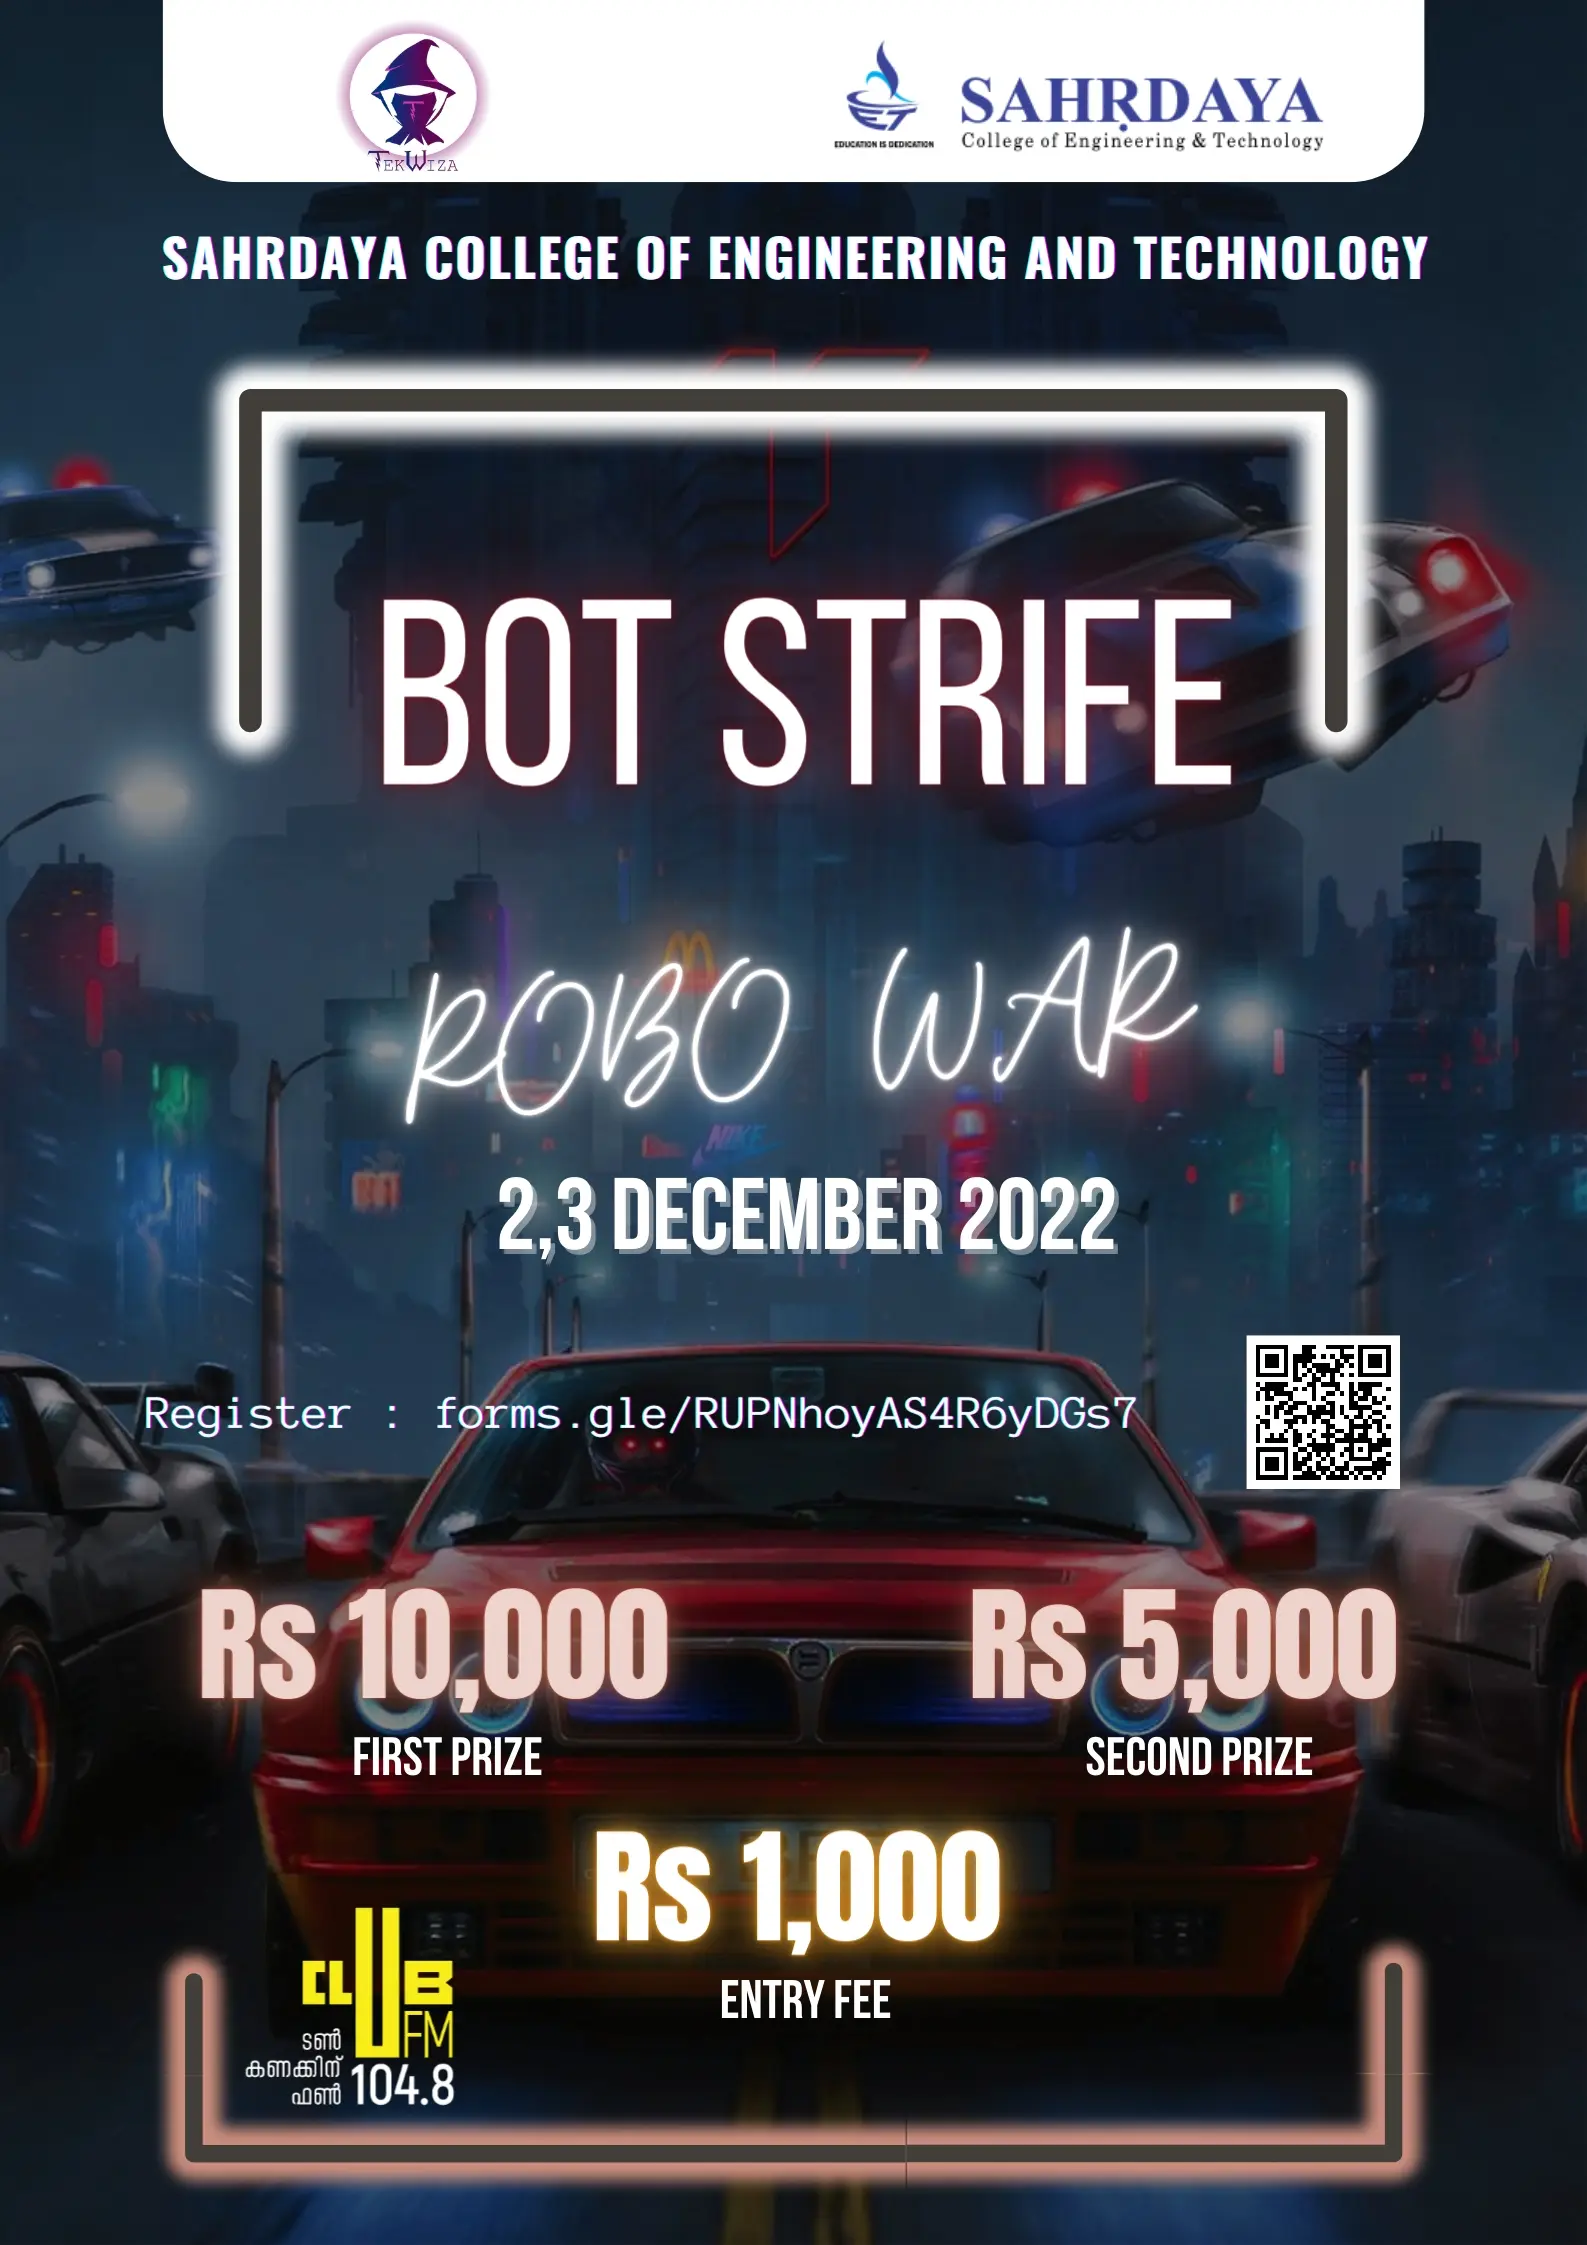 TEKWIZA
EDUCATION IS DEDICATION
SAHṚDAYA
College of Engineering & Technology
SAHRDAYA COLLEGE OF ENGINEERING AND TECHNOLOGY
BOT STRIFE
ROBO WAR
NIKE
2,3 DECEMBER 2022
Register : forms.gle/RUPNhoyAS4R6yDGs7
Rs 10,000
FIRST PRIZE
Rs 5,000
SECOND PRIZE
Rs 1,000
ENTRY FEE
CLUB
FM
ടൺ
കണക്കിന്
ഫൺ
104.8